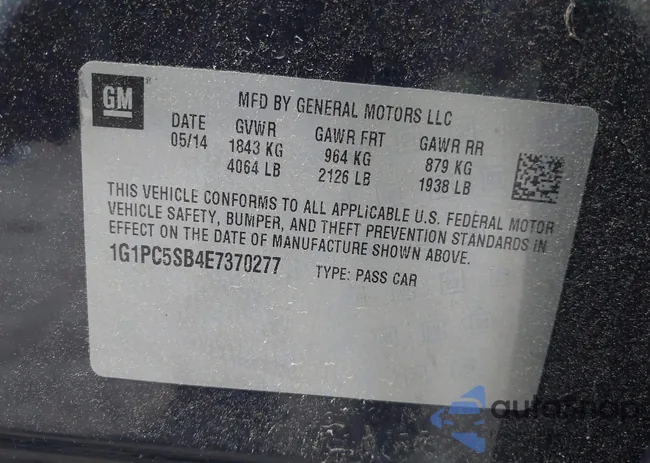 GM
MFD BY GENERAL MOTORS LLC
DATE GVWR GAWR FRT GAWR RR
05/14 1843 KG 964 KG 879 KG
4064 LB 2126 LB 1938 LB
THIS VEHICLE CONFORMS TO ALL APPLICABLE U.S. FEDERAL MOTOR
VEHICLE SAFETY, BUMPER, AND THEFT PREVENTION STANDARDS IN
EFFECT ON THE DATE OF MANUFACTURE SHOWN ABOVE.
1G1PC5SB4E7370277 TYPE: PASS CAR